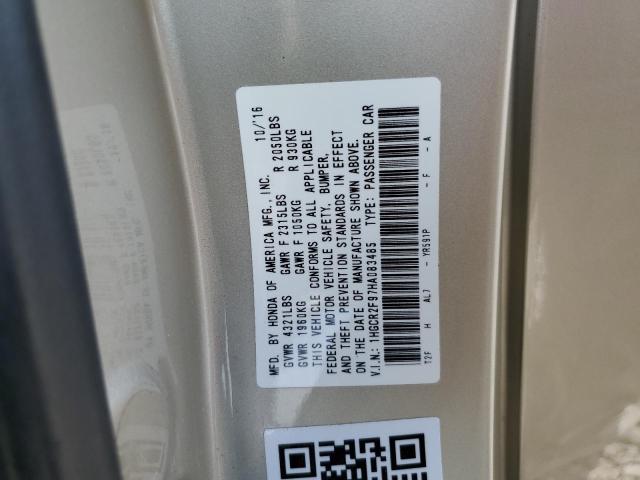 MFD. BY HONDA OF AMERICA MFG., INC. 10/'16
GVWR 4321LBS GAWR F 2315LBS R 2050LBS
GVWR 1960KG GAWR F 1050KG R 930KG
THIS VEHICLE CONFORMS TO ALL APPLICABLE
FEDERAL MOTOR VEHICLE SAFETY, BUMPER,
AND THEFT PREVENTION STANDARDS IN EFFECT
ON THE DATE OF MANUFACTURE SHOWN ABOVE.
V.I.N.: 1HGCR2F97HA083485 TYPE: PASSENGER CAR
T2F H AL7 - YR591P - F - A